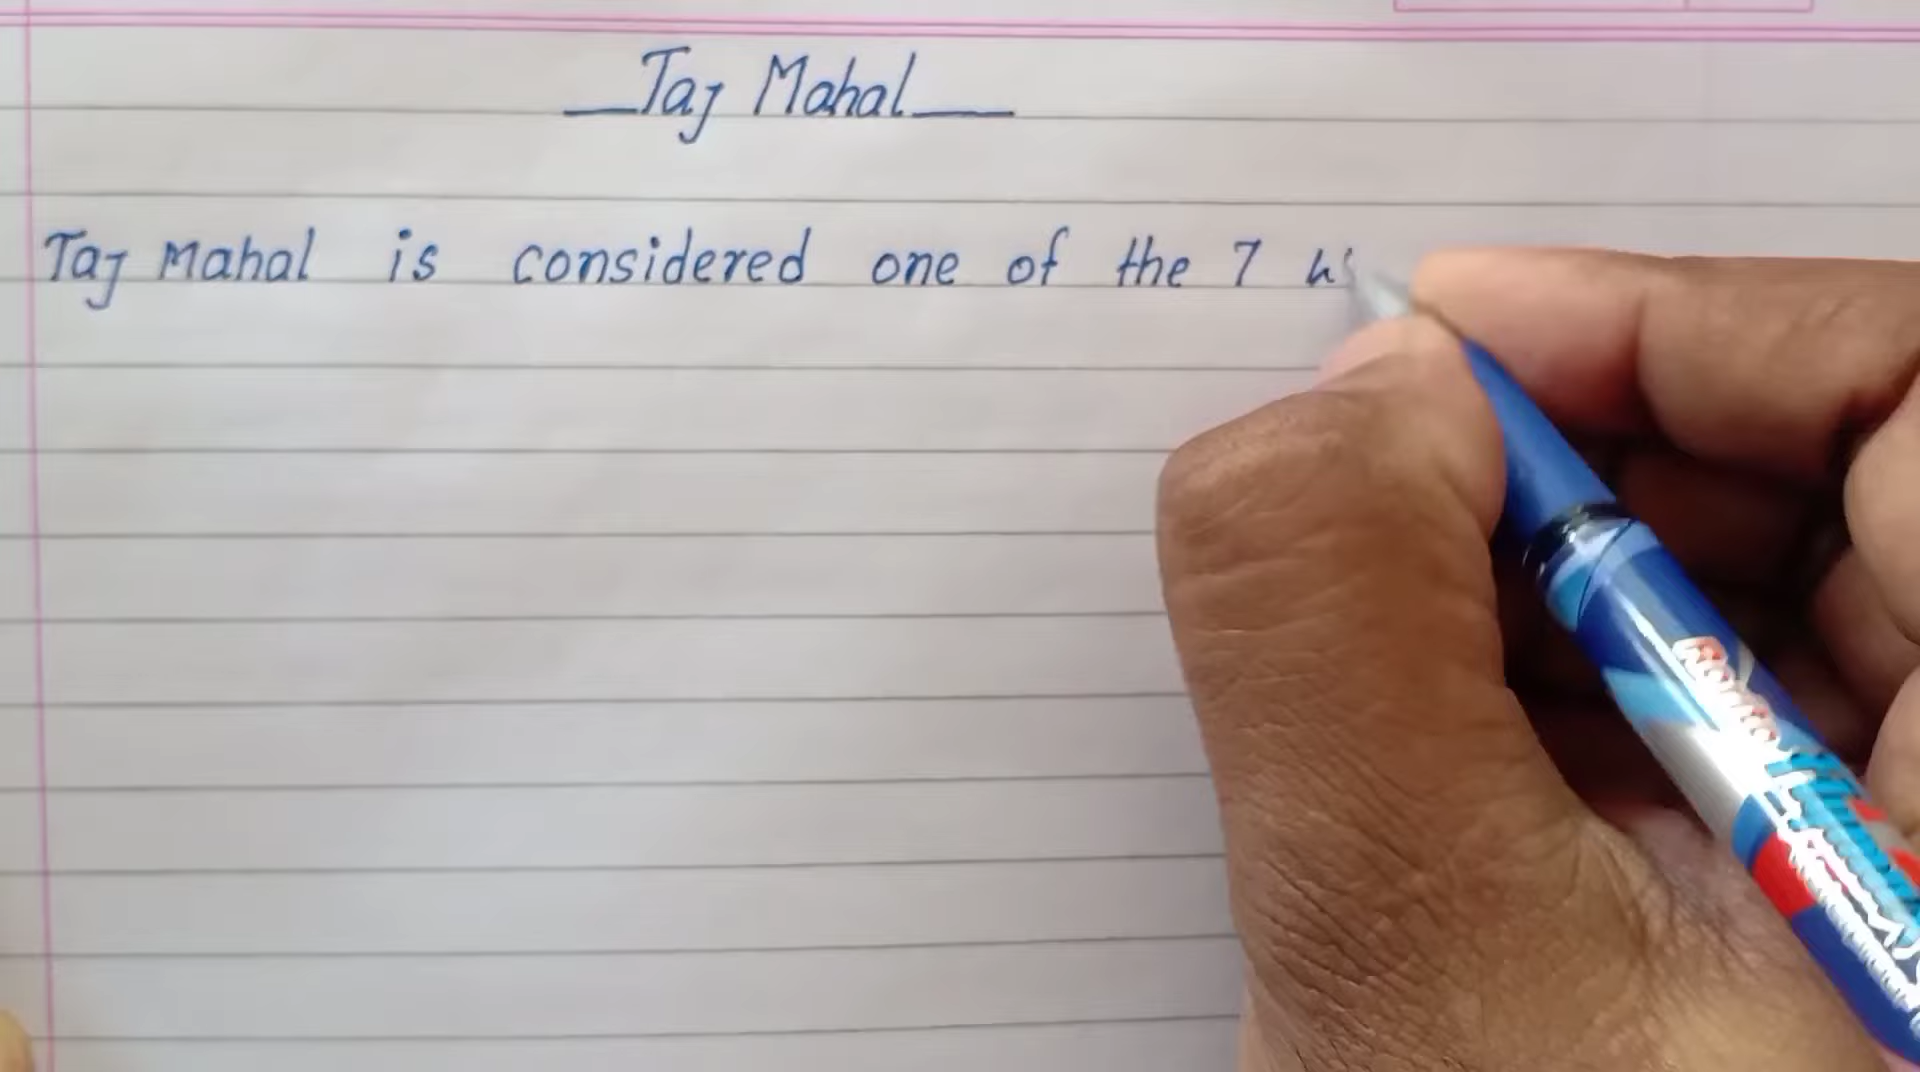 Taj Mahal
Taj Mahal is considered one of the 7